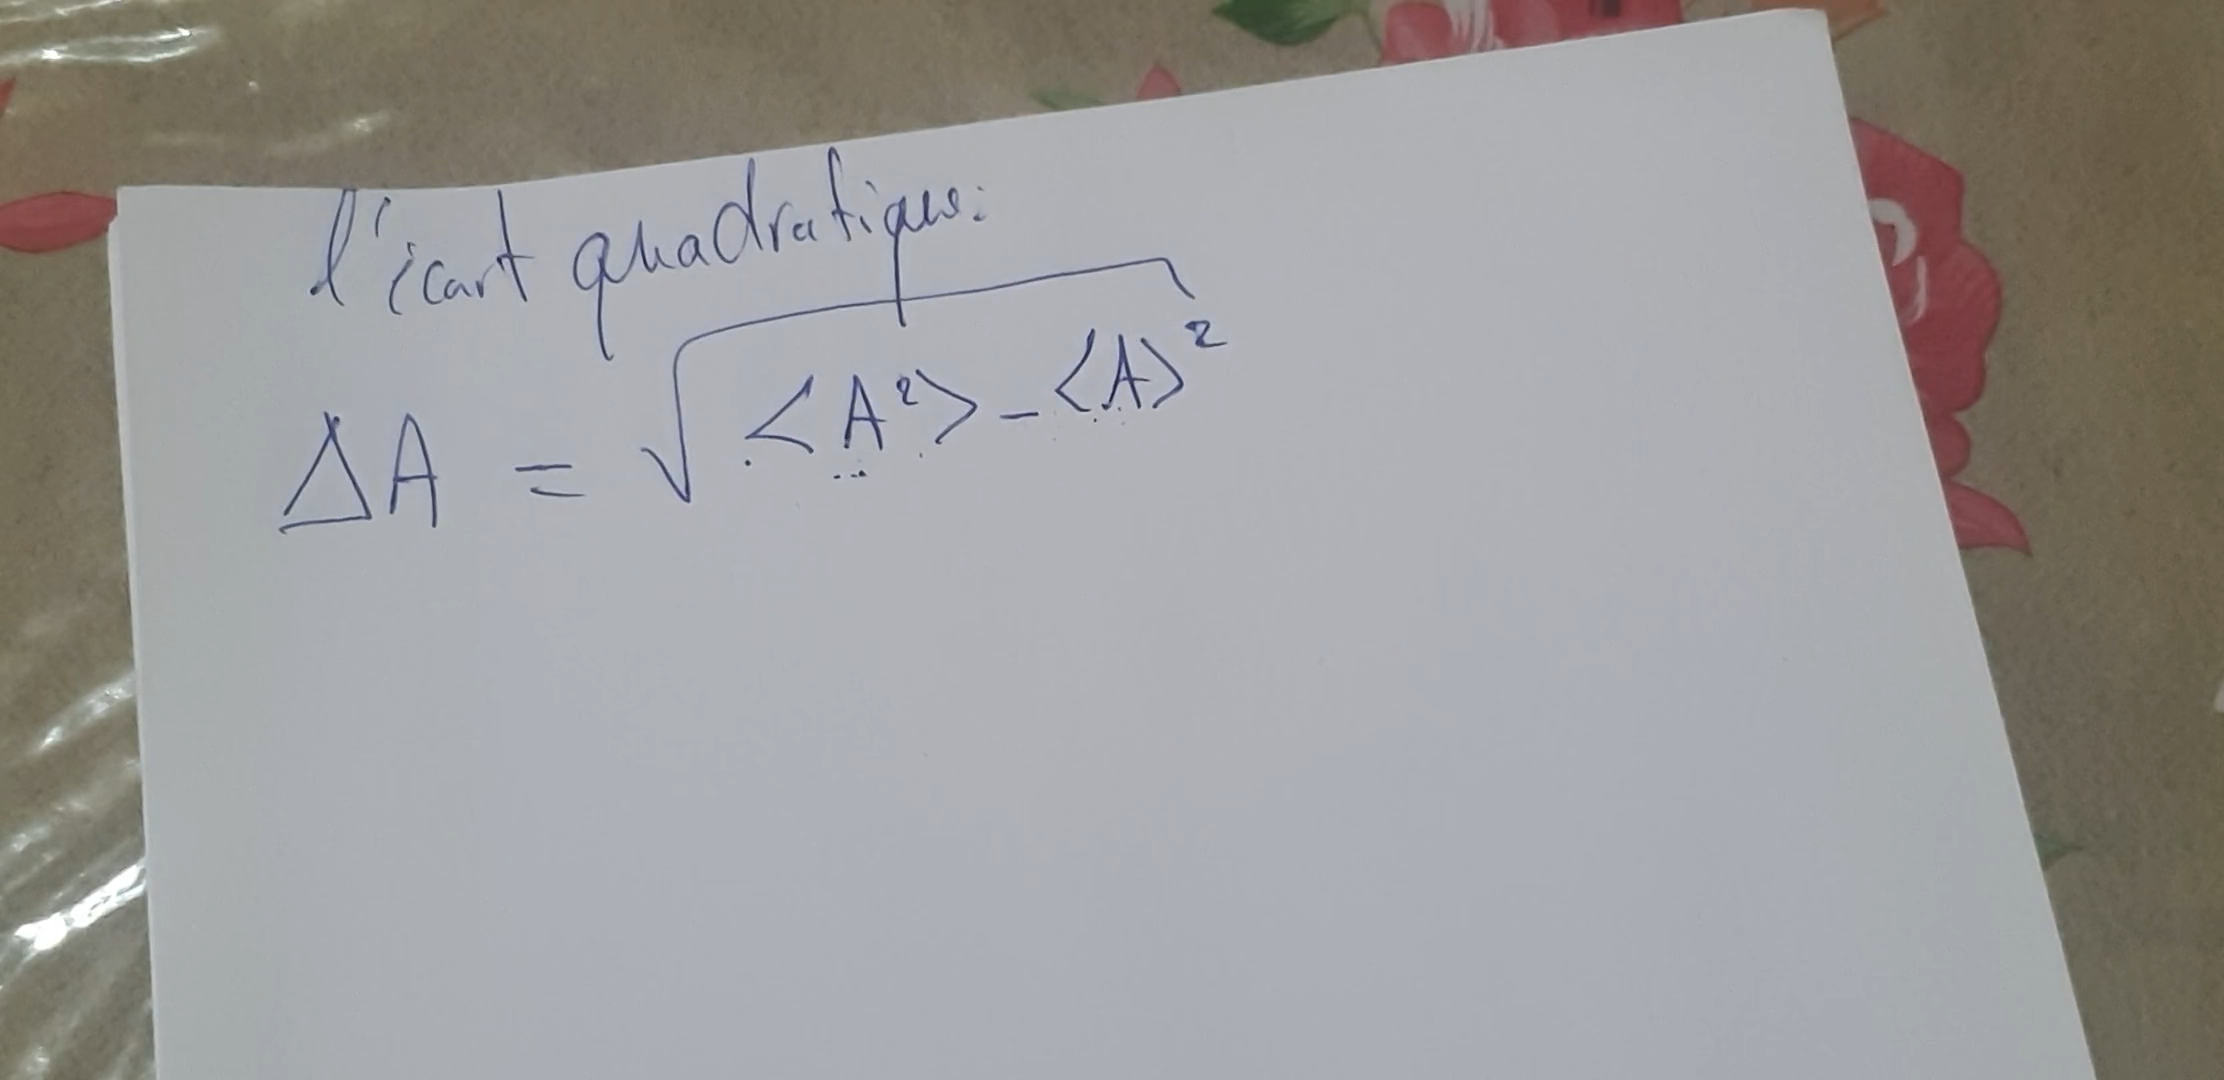 l'écart quadratique:
ΔA = √<A²> - <A>²